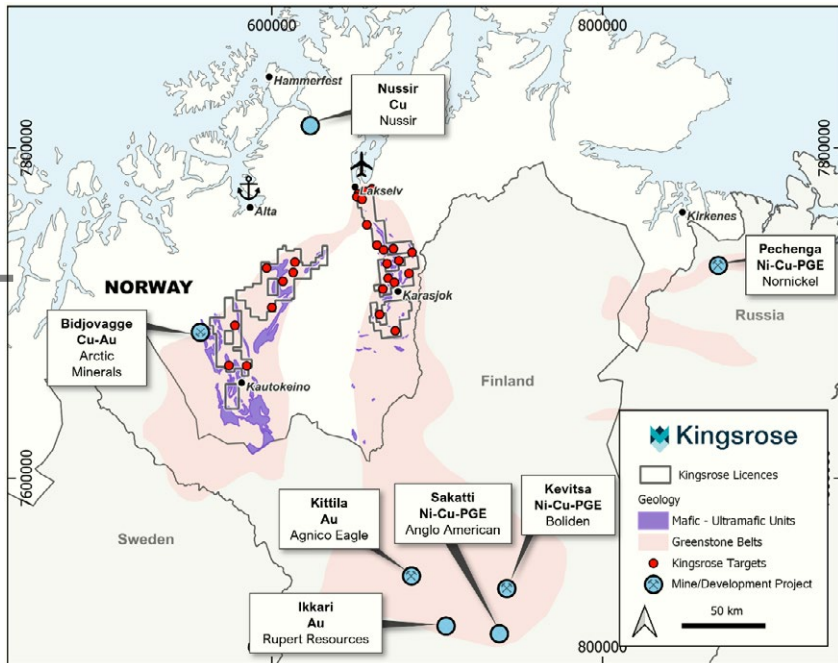 600000
800000
Hammerfest
Nussir
Cu
Nussir
7800000
7800000
Lakselv
Alta
Kirkenes
Pechenga
Ni-Cu-PGE
Nornickel
NORWAY
Karasjok
Russia
Bidjovagge
Cu-Au
Arctic
Minerals
Finland
Kautokeino
Kingsrose
Kingsrose Licences
Geology
Mafic - Ultramafic Units
Greenstone Belts
Kingsrose Targets
Mine/Development Project
50 km
7600000
7600000
Kittila
Au
Agnico Eagle
Sakatti
Ni-Cu-PGE
Anglo American
Kevitsa
Ni-Cu-PGE
Boliden
Sweden
Ikkari
Au
Rupert Resources
800000